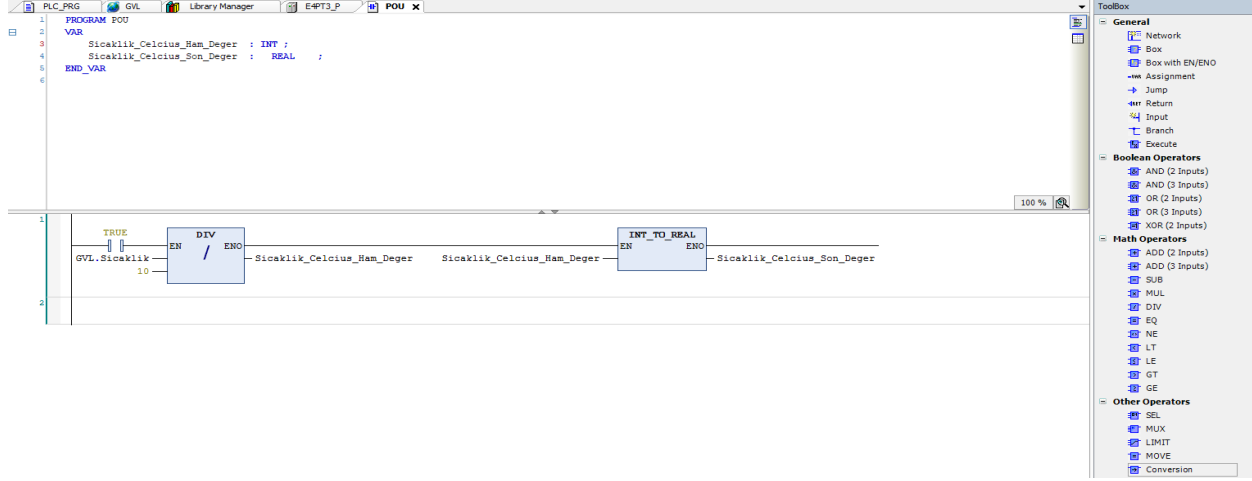 PLC_PRG GVL Library Manager E4PT3_P POU
1 PROGRAM POU
2 VAR
3 Sicaklik_Celcius_Ham_Deger : INT ;
4 Sicaklik_Celcius_Son_Deger : REAL ;
5 END_VAR
6
100 %
1
TRUE DIV INT_TO_REAL
EN / ENO EN ENO
GVL.Sicaklik Sicaklik_Celcius_Ham_Deger Sicaklik_Celcius_Ham_Deger Sicaklik_Celcius_Son_Deger
10
2
ToolBox
General
Network
Box
Box with EN/ENO
Assignment
Jump
Return
Input
Branch
Execute
Boolean Operators
AND (2 Inputs)
AND (3 Inputs)
OR (2 Inputs)
OR (3 Inputs)
XOR (2 Inputs)
Math Operators
ADD (2 Inputs)
ADD (3 Inputs)
SUB
MUL
DIV
EQ
NE
LT
LE
GT
GE
Other Operators
SEL
MUX
LIMIT
MOVE
Conversion